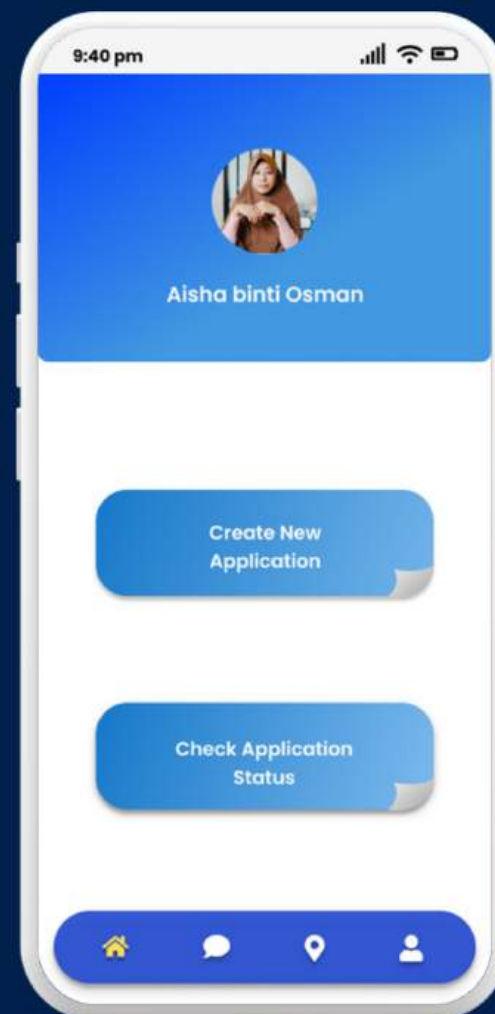 9:40 pm
Aisha binti Osman
Create New
Application
Check Application
Status